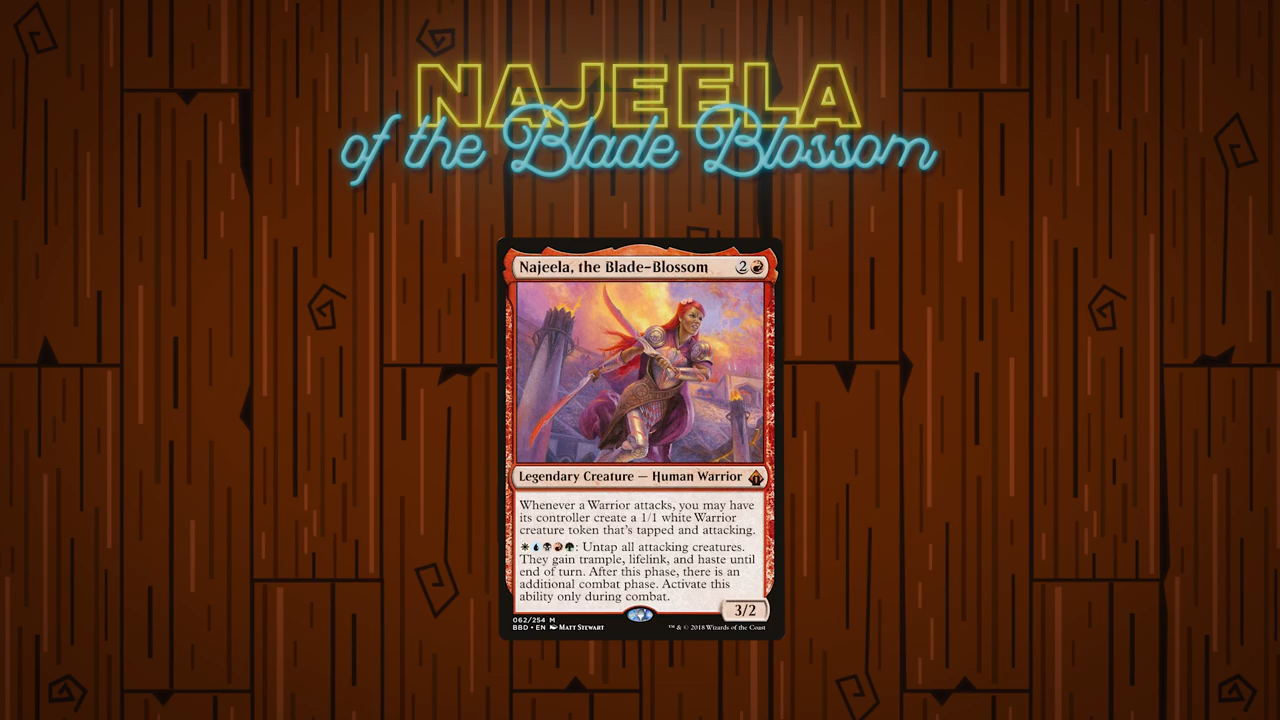 NAJEELA
of the Blade Blossom
Najeela, the Blade-Blossom 2
Legendary Creature — Human Warrior
Whenever a Warrior attacks, you may have
its controller create a 1/1 white Warrior
creature token that's tapped and attacking.
: Untap all attacking creatures.
They gain trample, lifelink, and haste until
end of turn. After this phase, there is an
additional combat phase. Activate this
ability only during combat.
3/2
062/254 M
BBD • EN Matt Stewart
™ & © 2018 Wizards of the Coast